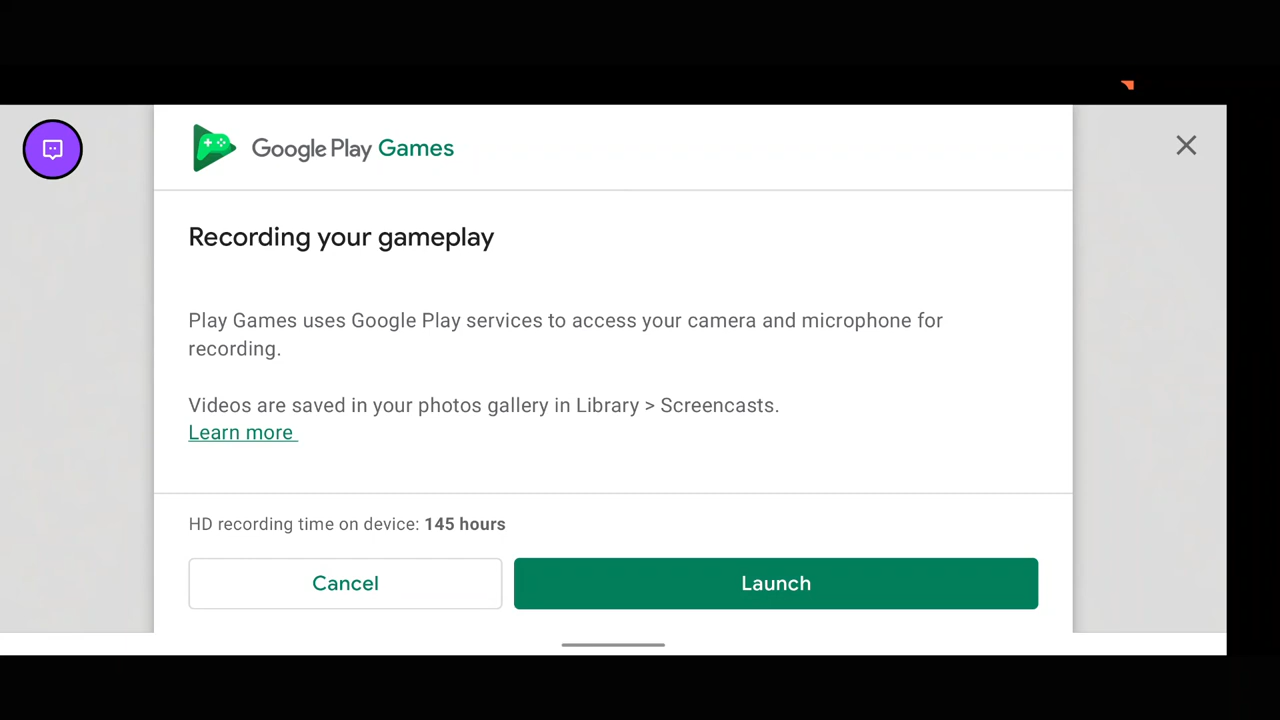 Google Play Games
Recording your gameplay
Play Games uses Google Play services to access your camera and microphone for
recording.
Videos are saved in your photos gallery in Library > Screencasts.
Learn more
HD recording time on device: 145 hours
Cancel
Launch